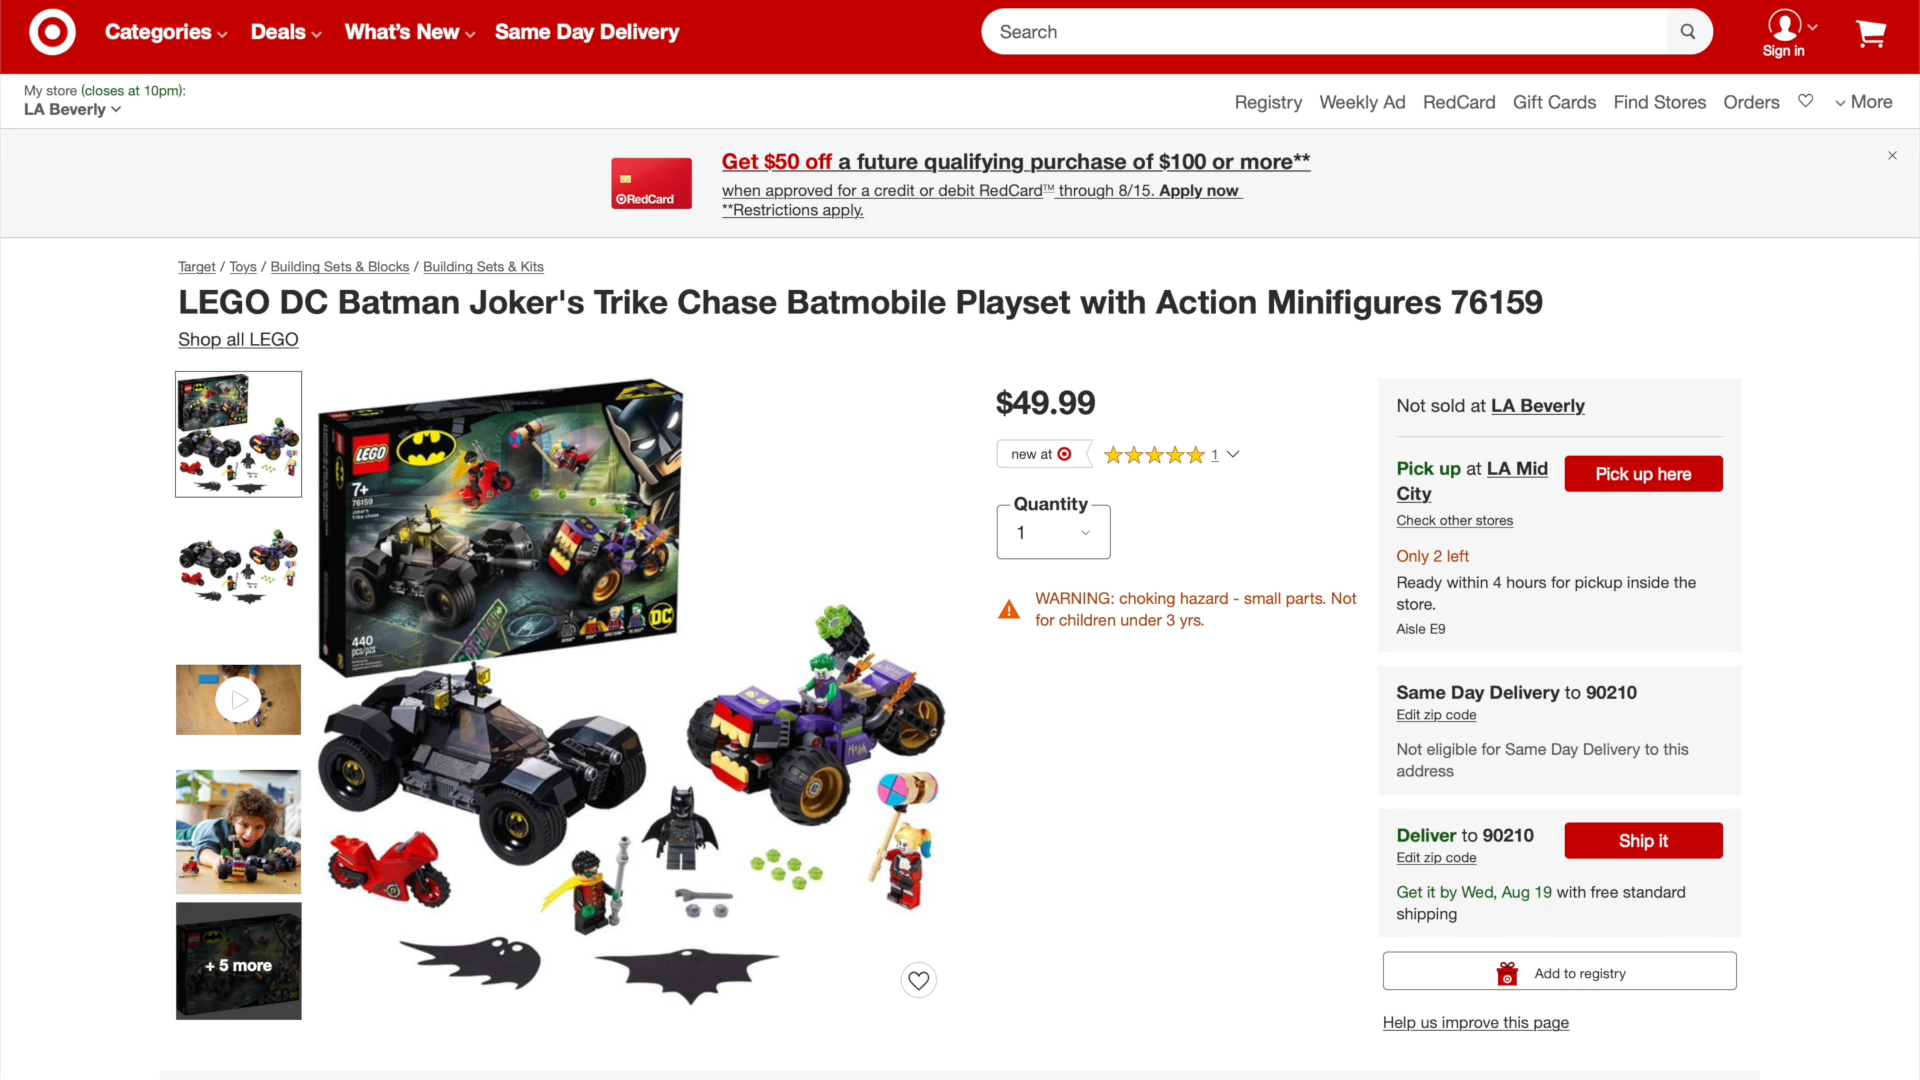 Categories
Deals
What's New
Same Day Delivery
Search
Sign in
My store (closes at 10pm):
LA Beverly
Registry
Weekly Ad
RedCard
Gift Cards
Find Stores
Orders
More
RedCard
Get $50 off a future qualifying purchase of $100 or more**
when approved for a credit or debit RedCard™ through 8/15. Apply now
**Restrictions apply.
Target / Toys / Building Sets & Blocks / Building Sets & Kits
LEGO DC Batman Joker's Trike Chase Batmobile Playset with Action Minifigures 76159
Shop all LEGO
+ 5 more
LEGO
7+
76159
Joker's
Trike chase
440
pcs/pzs
DC
$49.99
new at
1
Quantity
1
WARNING: choking hazard - small parts. Not
for children under 3 yrs.
Not sold at LA Beverly
Pick up at LA Mid
City
Pick up here
Check other stores
Only 2 left
Ready within 4 hours for pickup inside the
store.
Aisle E9
Same Day Delivery to 90210
Edit zip code
Not eligible for Same Day Delivery to this
address
Deliver to 90210
Ship it
Edit zip code
Get it by Wed, Aug 19 with free standard
shipping
Add to registry
Help us improve this page